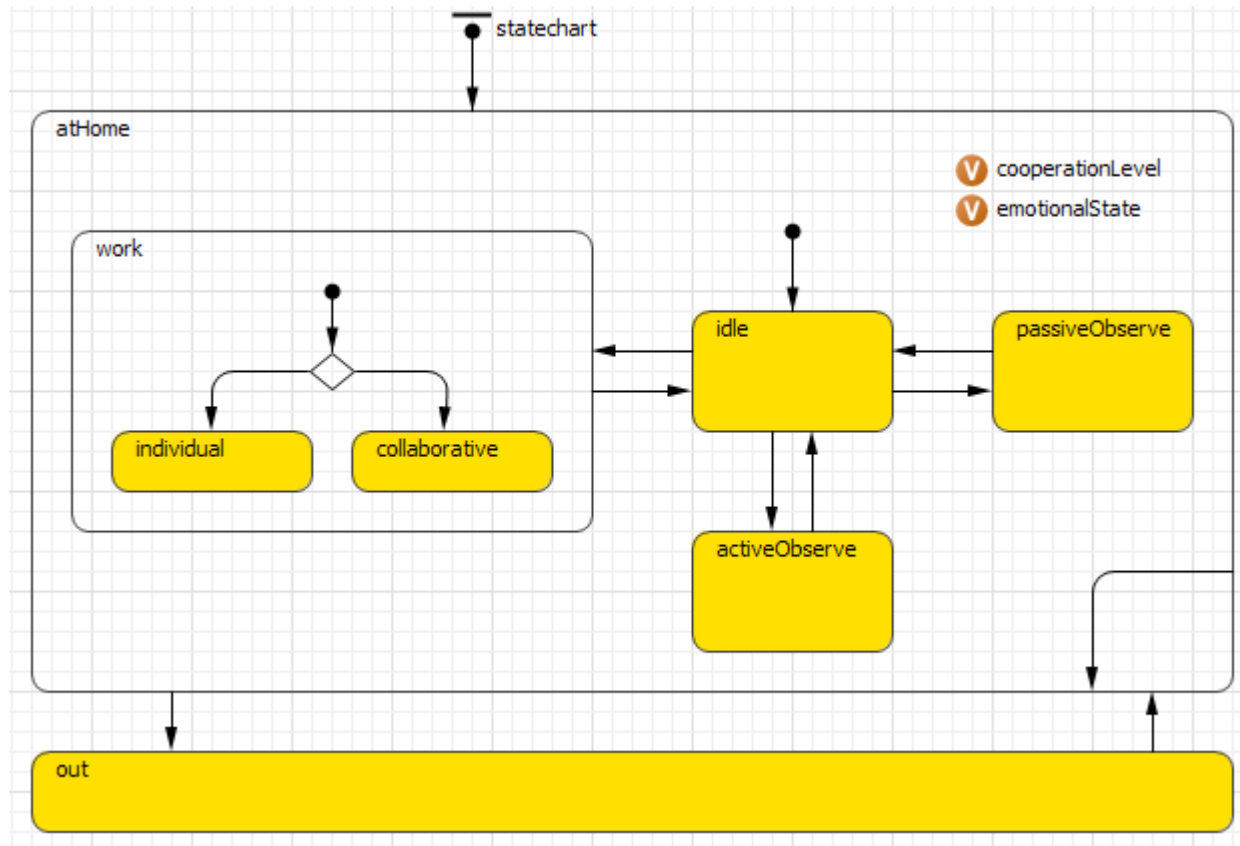 statechart
atHome
V cooperationLevel
V emotionalState
work
idle
passiveObserve
individual
collaborative
activeObserve
out